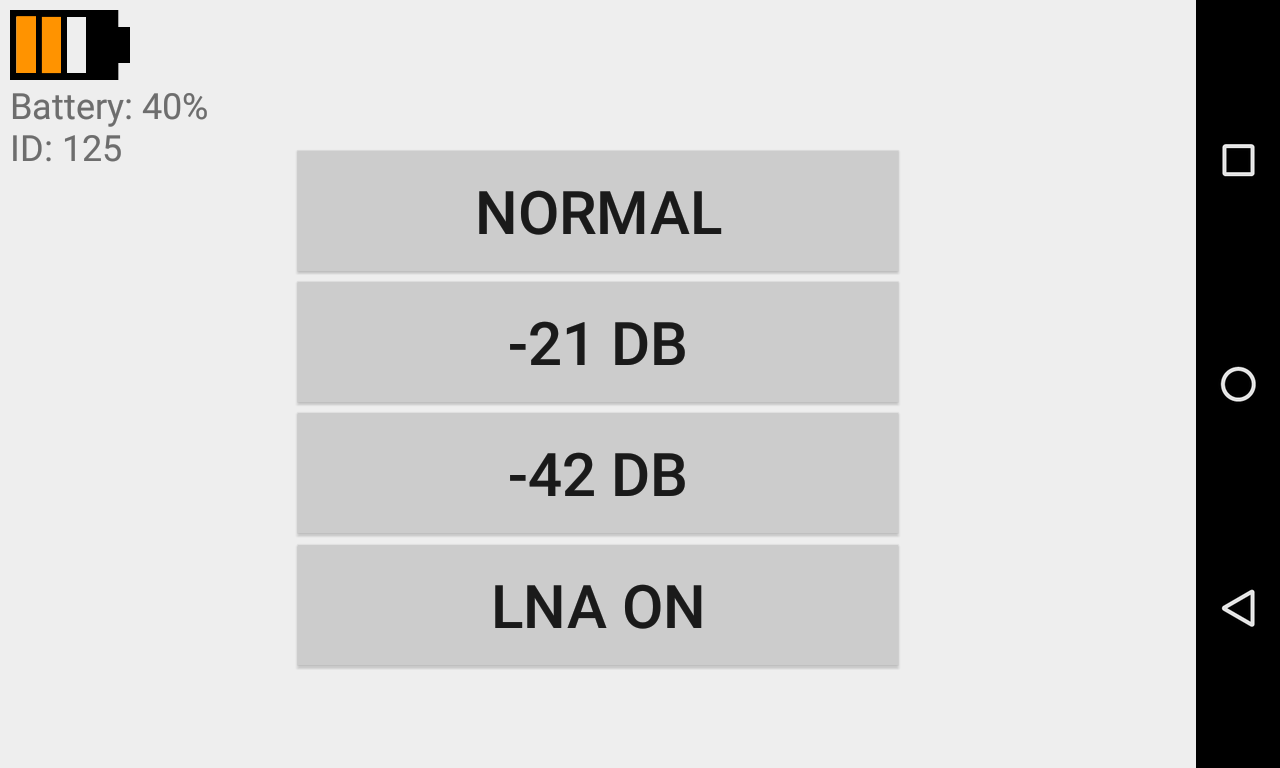 Battery: 40%
ID: 125
NORMAL
-21 DB
-42 DB
LNA ON